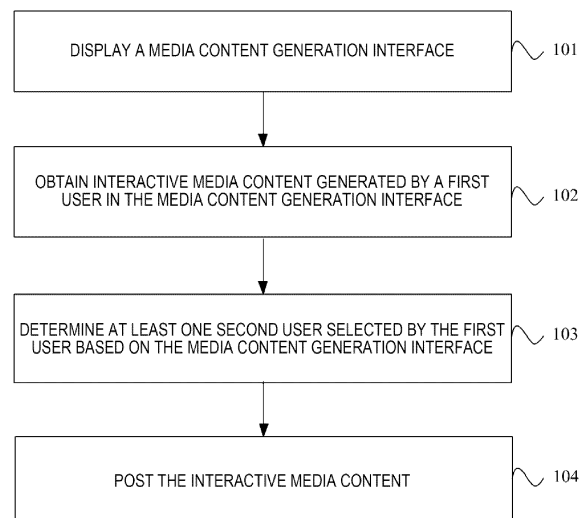 DISPLAY A MEDIA CONTENT GENERATION INTERFACE
101
OBTAIN INTERACTIVE MEDIA CONTENT GENERATED BY A FIRST
USER IN THE MEDIA CONTENT GENERATION INTERFACE
102
DETERMINE AT LEAST ONE SECOND USER SELECTED BY THE FIRST
USER BASED ON THE MEDIA CONTENT GENERATION INTERFACE
103
POST THE INTERACTIVE MEDIA CONTENT
104